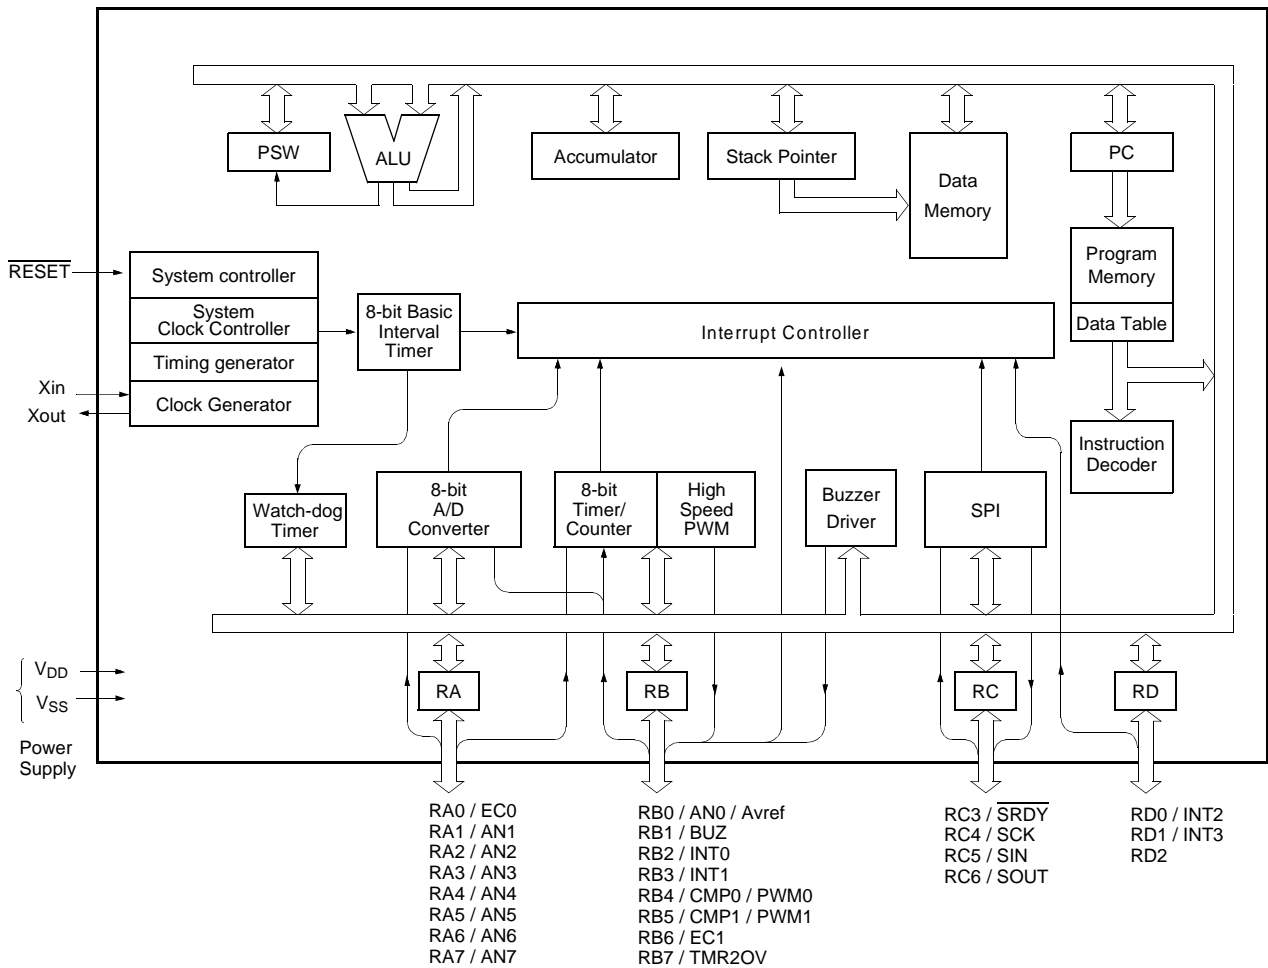 PSW
ALU
Accumulator
Stack Pointer
Data
Memory
PC
Program
Memory
Data Table
Instruction
Decoder
RESET
System controller
System
Clock Controller
Timing generator
Clock Generator
Xin
Xout
8-bit Basic
Interval
Timer
Interrupt Controller
Watch-dog
Timer
8-bit
A/D
Converter
8-bit
Timer/
Counter
High
Speed
PWM
Buzzer
Driver
SPI
VDD
VSS
Power
Supply
RA
RB
RC
RD
RA0 / EC0
RA1 / AN1
RA2 / AN2
RA3 / AN3
RA4 / AN4
RA5 / AN5
RA6 / AN6
RA7 / AN7
RB0 / AN0 / Avref
RB1 / BUZ
RB2 / INT0
RB3 / INT1
RB4 / CMP0 / PWM0
RB5 / CMP1 / PWM1
RB6 / EC1
RB7 / TMR2OV
RC3 / SRDY
RC4 / SCK
RC5 / SIN
RC6 / SOUT
RD0 / INT2
RD1 / INT3
RD2